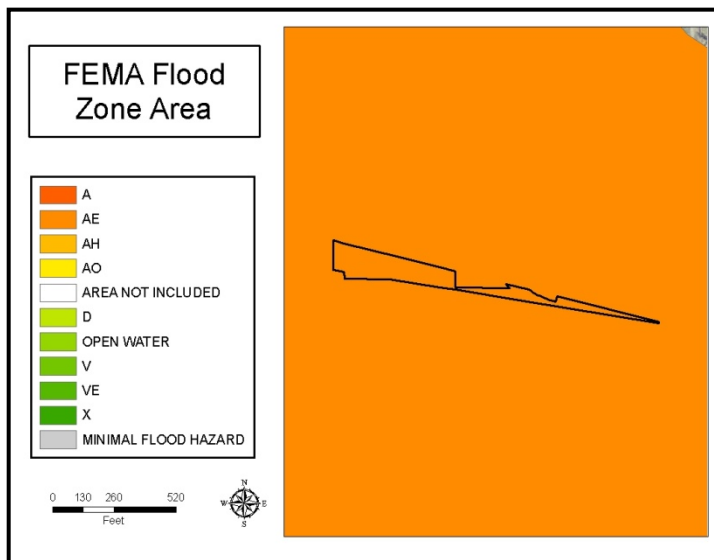 FEMA Flood
Zone Area
A
AE
AH
AO
AREA NOT INCLUDED
D
OPEN WATER
V
VE
X
MINIMAL FLOOD HAZARD
0 130 260 520
Feet
N
W E
S